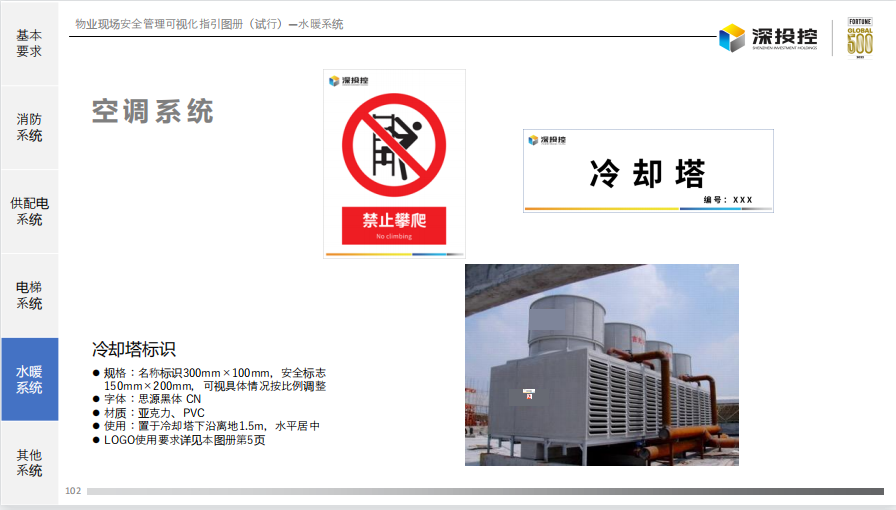 物业现场安全管理可视化指引图册（试行）—水暖系统
深投控
SHENZHEN INVESTMENT HOLDINGS
FORTUNE
GLOBAL
500
基本
要求
消防
系统
供配电
系统
电梯
系统
水暖
系统
其他
系统
空调系统
深投控
禁止攀爬
No climbing
深投控
冷却塔
编号：XXX
冷却塔标识
● 规格：名称标识300mm×100mm，安全标志
150mm×200mm，可视具体情况按比例调整
● 字体：思源黑体 CN
● 材质：亚克力、PVC
● 使用：置于冷却塔下沿离地1.5m，水平居中
● LOGO使用要求详见本图册第5页
102